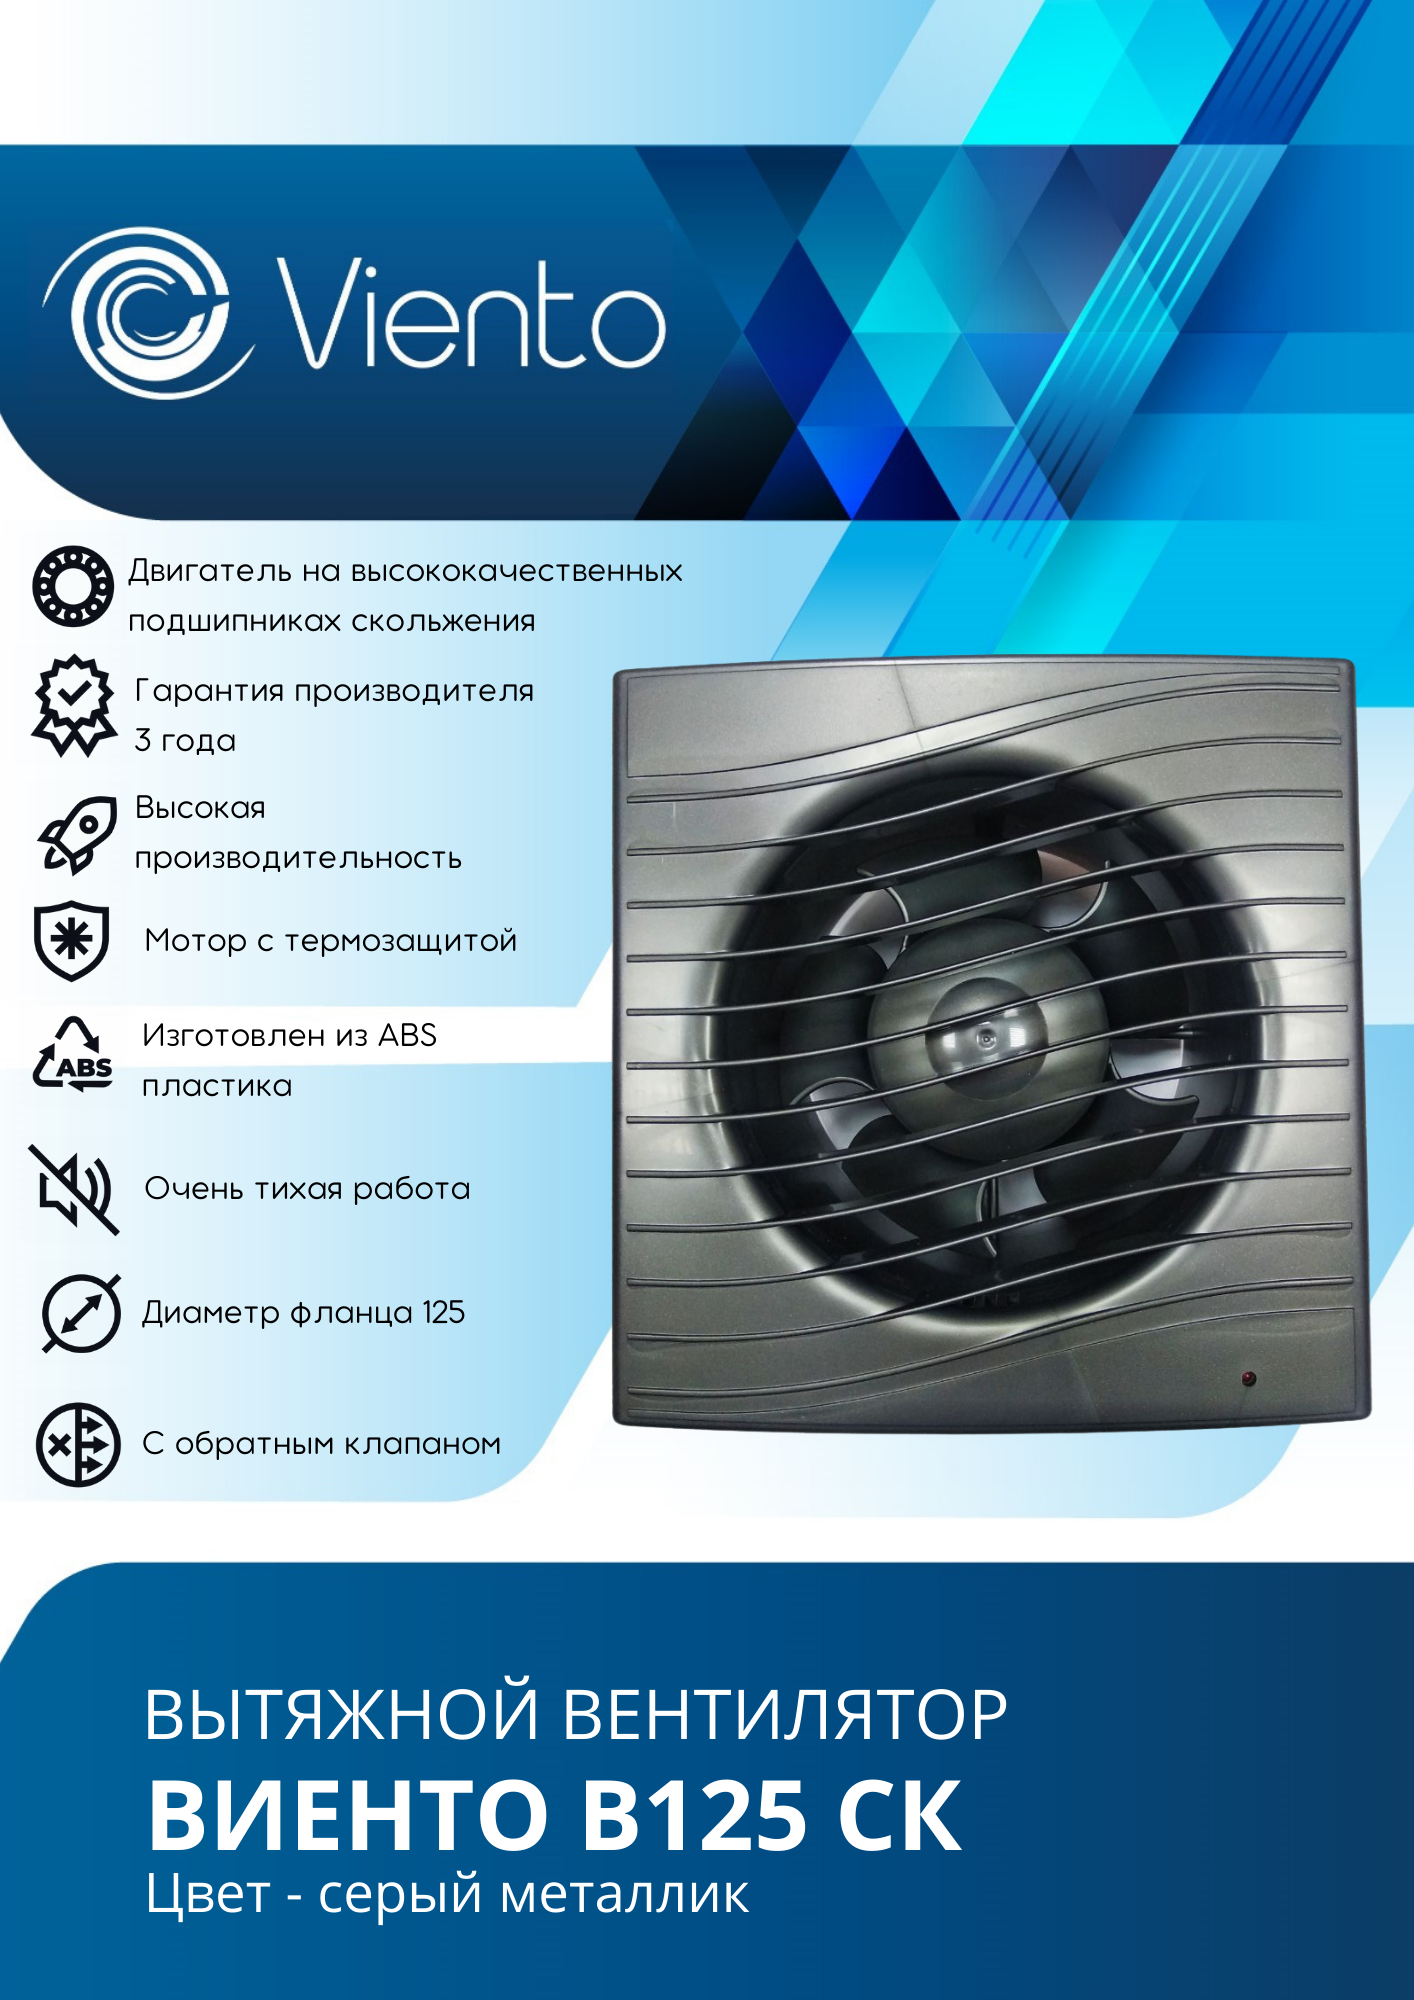 Viento
Двигатель на высококачественных
подшипниках скольжения
Гарантия производителя
3 года
Высокая
производительность
Мотор с термозащитой
Изготовлен из ABS
пластика
ABS
Очень тихая работа
Диаметр фланца 125
С обратным клапаном
ВЫТЯЖНОЙ ВЕНТИЛЯТОР
ВИЕНТО В125 СК
Цвет - серый металлик